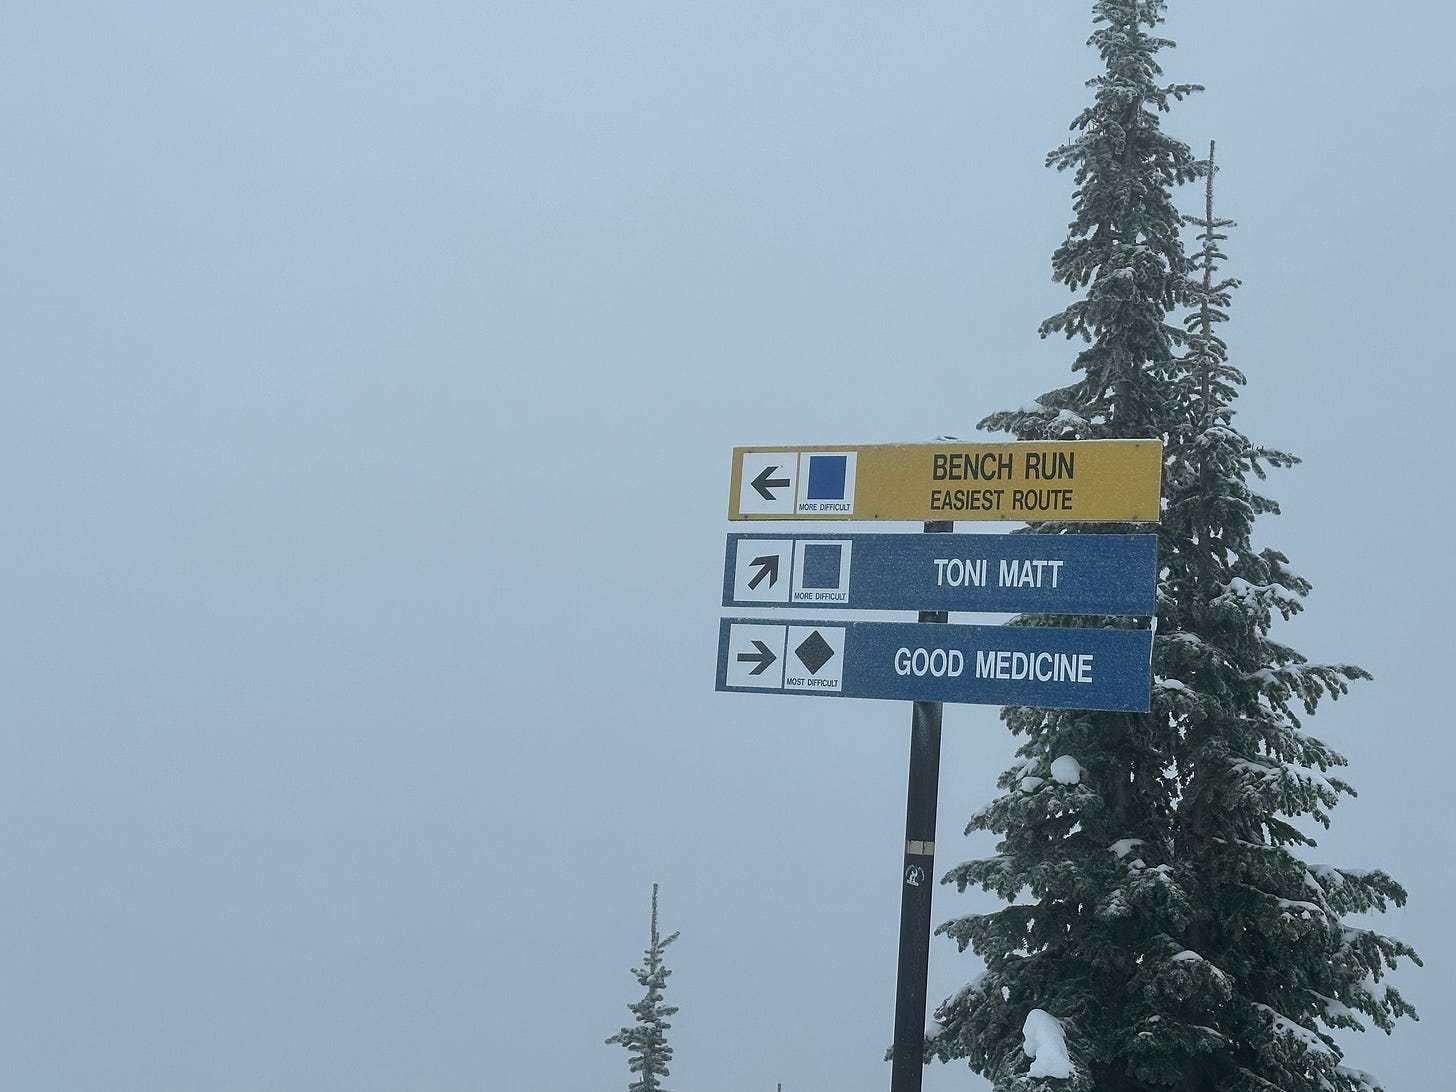 MORE DIFFICULT
BENCH RUN
EASIEST ROUTE
MORE DIFFICULT
TONI MATT
MOST DIFFICULT
GOOD MEDICINE